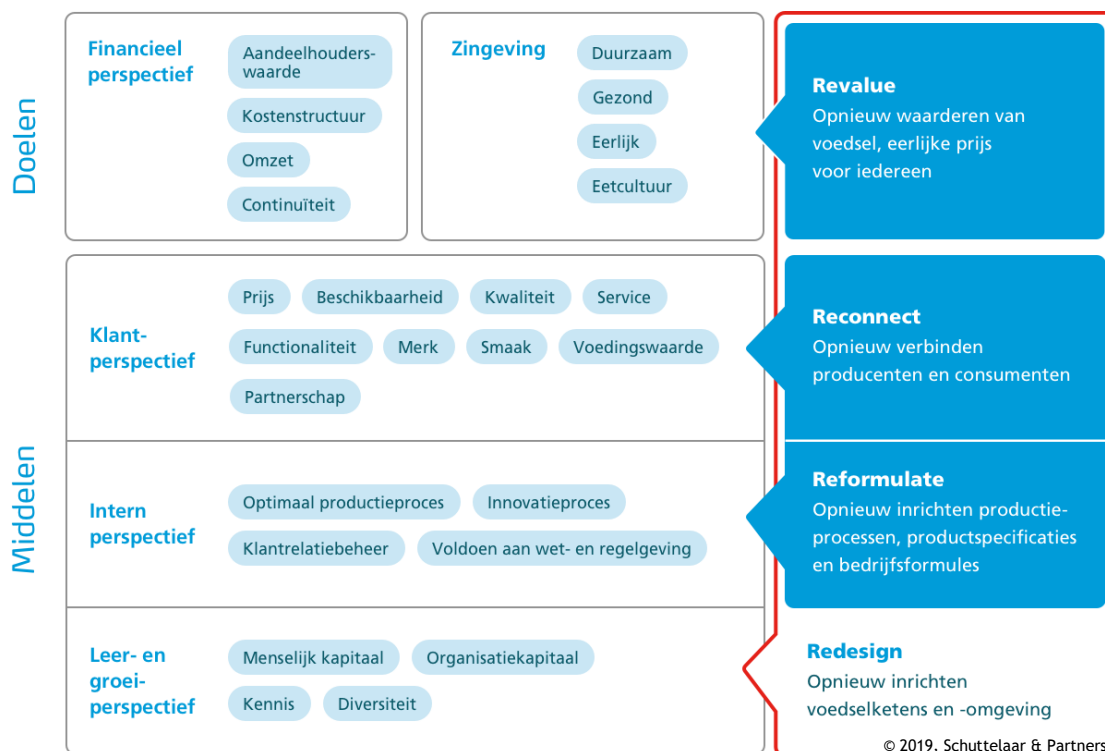 Doelen
Financieel
perspectief
Aandeelhouders-
waarde
Kostenstructuur
Omzet
Continuïteit
Zingeving
Duurzaam
Gezond
Eerlijk
Eetcultuur
Revalue
Opnieuw waarderen van
voedsel, eerlijke prijs
voor iedereen
Middelen
Klant-
perspectief
Prijs Beschikbaarheid Kwaliteit Service
Functionaliteit Merk Smaak Voedingswaarde
Partnerschap
Reconnect
Opnieuw verbinden
producenten en consumenten
Intern
perspectief
Optimaal productieproces Innovatieproces
Klantrelatiebeheer Voldoen aan wet- en regelgeving
Reformulate
Opnieuw inrichten productie-
processen, productspecificaties
en bedrijfsformules
Leer- en
groei-
perspectief
Menselijk kapitaal Organisatiekapitaal
Kennis Diversiteit
Redesign
Opnieuw inrichten
voedselketens en -omgeving
© 2019, Schuttelaar & Partners